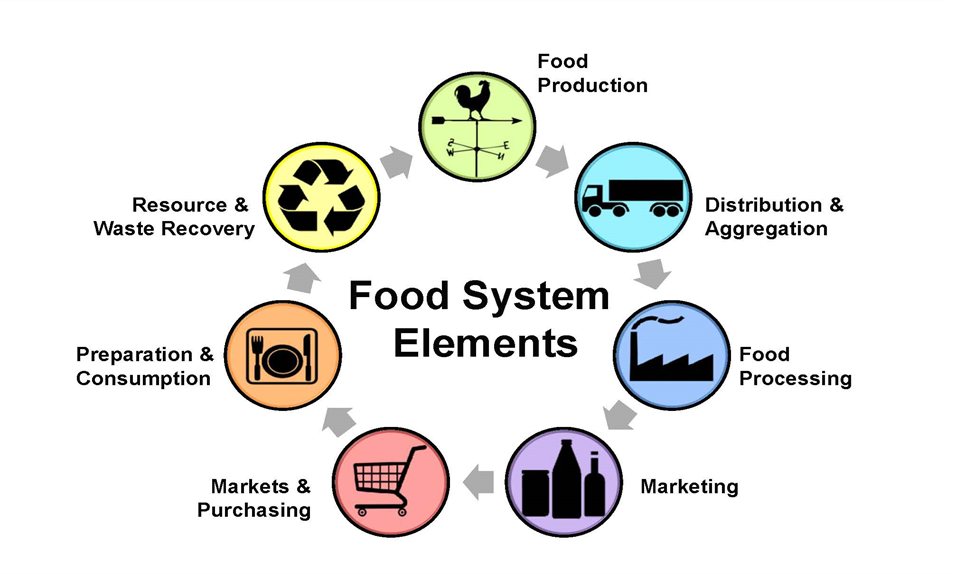 Food
Production
Distribution &
Aggregation
Food
Processing
Marketing
Markets &
Purchasing
Preparation &
Consumption
Resource &
Waste Recovery
Food System
Elements
S
E
W
N